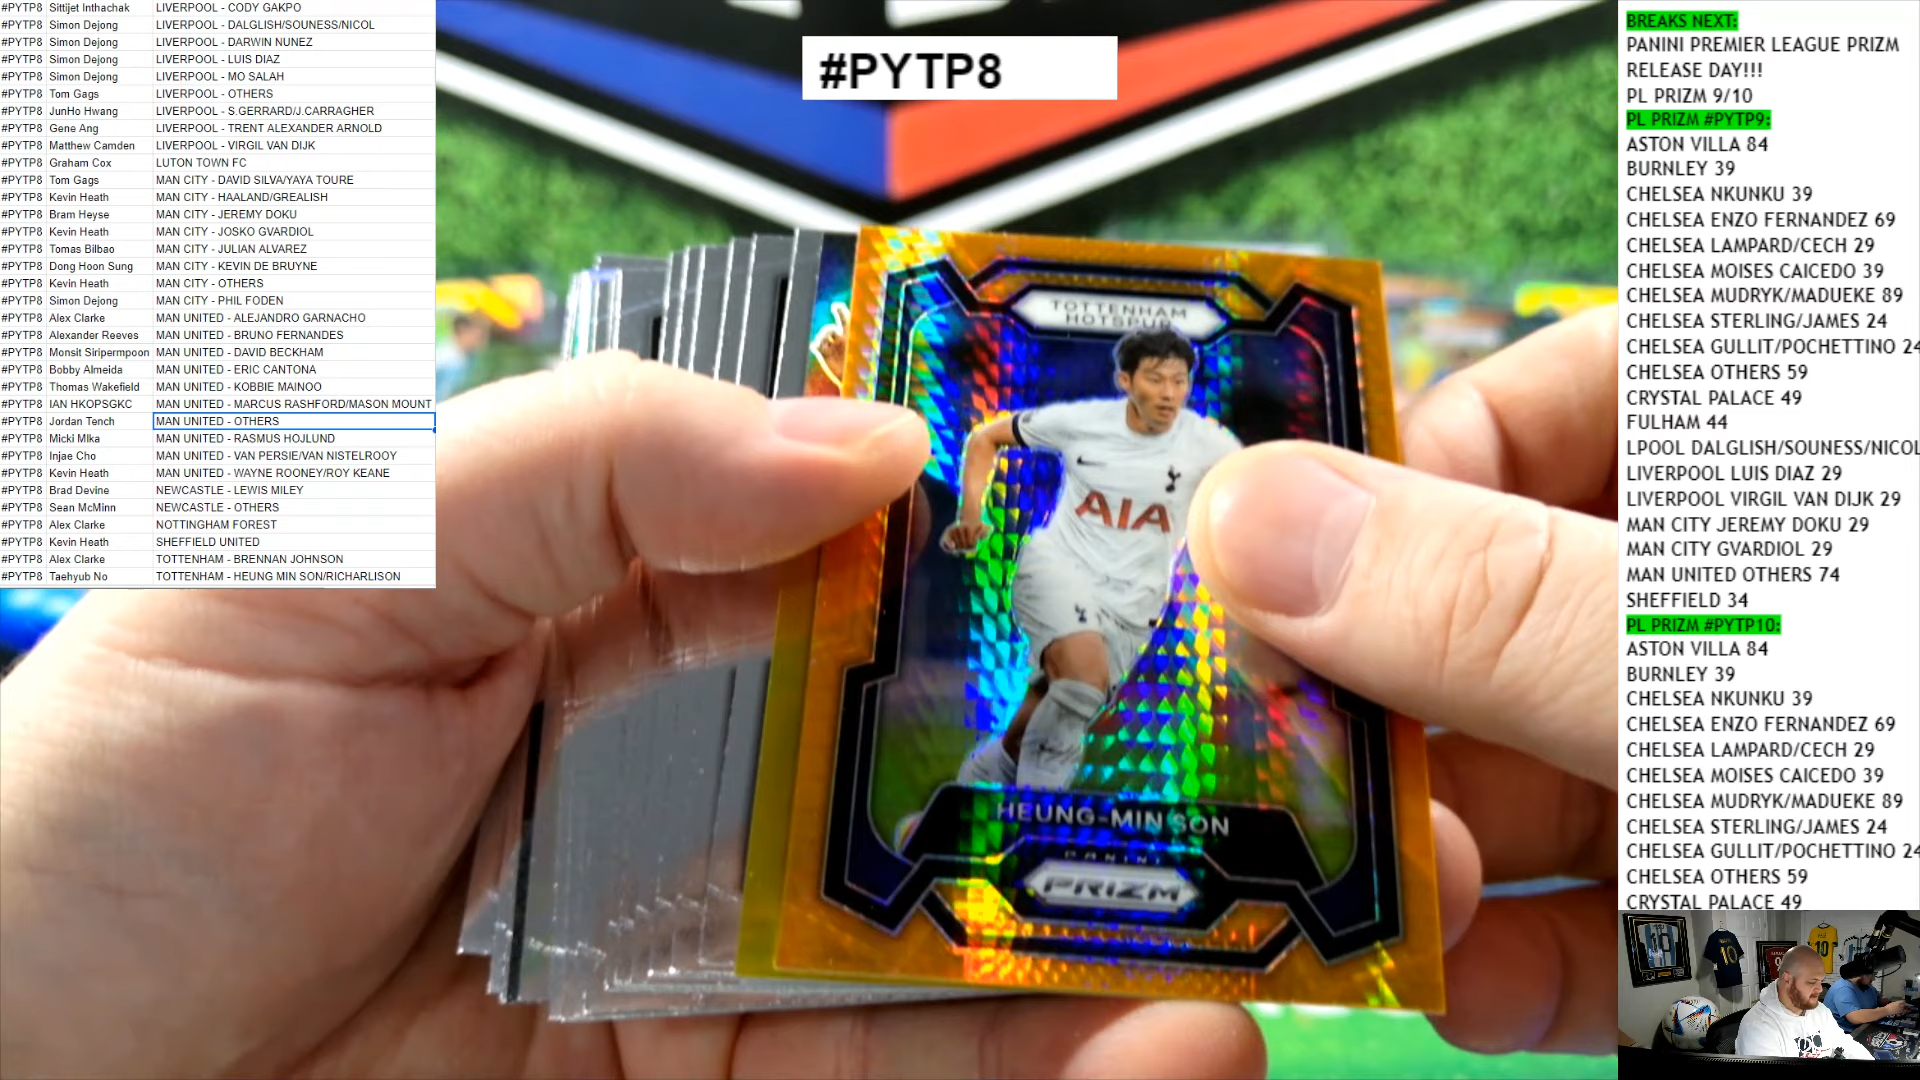 #PYTP8 Sittijet Inthachak LIVERPOOL - CODY GAKPO
#PYTP8 Simon Dejong LIVERPOOL - DALGLISH/SOUNESS/NICOL
#PYTP8 Simon Dejong LIVERPOOL - DARWIN NUNEZ
#PYTP8 Simon Dejong LIVERPOOL - LUIS DIAZ
#PYTP8 Simon Dejong LIVERPOOL - MO SALAH
#PYTP8 Tom Gags LIVERPOOL - OTHERS
#PYTP8 JunHo Hwang LIVERPOOL - S.GERRARD/J.CARRAGHER
#PYTP8 Gene Ang LIVERPOOL - TRENT ALEXANDER ARNOLD
#PYTP8 Matthew Camden LIVERPOOL - VIRGIL VAN DIJK
#PYTP8 Graham Cox LUTON TOWN FC
#PYTP8 Tom Gags MAN CITY - DAVID SILVA/YAYA TOURE
#PYTP8 Kevin Heath MAN CITY - HAALAND/GREALISH
#PYTP8 Bram Heyse MAN CITY - JEREMY DOKU
#PYTP8 Kevin Heath MAN CITY - JOSKO GVARDIOL
#PYTP8 Tomas Bilbao MAN CITY - JULIAN ALVAREZ
#PYTP8 Dong Hoon Sung MAN CITY - KEVIN DE BRUYNE
#PYTP8 Kevin Heath MAN CITY - OTHERS
#PYTP8 Simon Dejong MAN CITY - PHIL FODEN
#PYTP8 Alex Clarke MAN UNITED - ALEJANDRO GARNACHO
#PYTP8 Alexander Reeves MAN UNITED - BRUNO FERNANDES
#PYTP8 Monsit Siripermpoon MAN UNITED - DAVID BECKHAM
#PYTP8 Bobby Almeida MAN UNITED - ERIC CANTONA
#PYTP8 Thomas Wakefield MAN UNITED - KOBBIE MAINOO
#PYTP8 IAN HKOPSGKC MAN UNITED - MARCUS RASHFORD/MASON MOUNT
#PYTP8 Jordan Tench MAN UNITED - OTHERS
#PYTP8 Micki MIka MAN UNITED - RASMUS HOJLUND
#PYTP8 Injae Cho MAN UNITED - VAN PERSIE/VAN NISTELROOY
#PYTP8 Kevin Heath MAN UNITED - WAYNE ROONEY/ROY KEANE
#PYTP8 Brad Devine NEWCASTLE - LEWIS MILEY
#PYTP8 Sean McMinn NEWCASTLE - OTHERS
#PYTP8 Alex Clarke NOTTINGHAM FOREST
#PYTP8 Kevin Heath SHEFFIELD UNITED
#PYTP8 Alex Clarke TOTTENHAM - BRENNAN JOHNSON
#PYTP8 Taehyub No TOTTENHAM - HEUNG MIN SON/RICHARLISON
#PYTP8
TOTTENHAM
HOTSPUR
AIA
HEUNG-MIN SON
PANINI
PRIZM
BREAKS NEXT:
PANINI PREMIER LEAGUE PRIZM
RELEASE DAY!!!
PL PRIZM 9/10
PL PRIZM #PYTP9:
ASTON VILLA 84
BURNLEY 39
CHELSEA NKUNKU 39
CHELSEA ENZO FERNANDEZ 69
CHELSEA LAMPARD/CECH 29
CHELSEA MOISES CAICEDO 39
CHELSEA MUDRYK/MADUEKE 89
CHELSEA STERLING/JAMES 24
CHELSEA GULLIT/POCHETTINO 24
CHELSEA OTHERS 59
CRYSTAL PALACE 49
FULHAM 44
LPOOL DALGLISH/SOUNESS/NICOL
LIVERPOOL LUIS DIAZ 29
LIVERPOOL VIRGIL VAN DIJK 29
MAN CITY JEREMY DOKU 29
MAN CITY GVARDIOL 29
MAN UNITED OTHERS 74
SHEFFIELD 34
PL PRIZM #PYTP10:
ASTON VILLA 84
BURNLEY 39
CHELSEA NKUNKU 39
CHELSEA ENZO FERNANDEZ 69
CHELSEA LAMPARD/CECH 29
CHELSEA MOISES CAICEDO 39
CHELSEA MUDRYK/MADUEKE 89
CHELSEA STERLING/JAMES 24
CHELSEA GULLIT/POCHETTINO 24
CHELSEA OTHERS 59
CRYSTAL PALACE 49
10
10